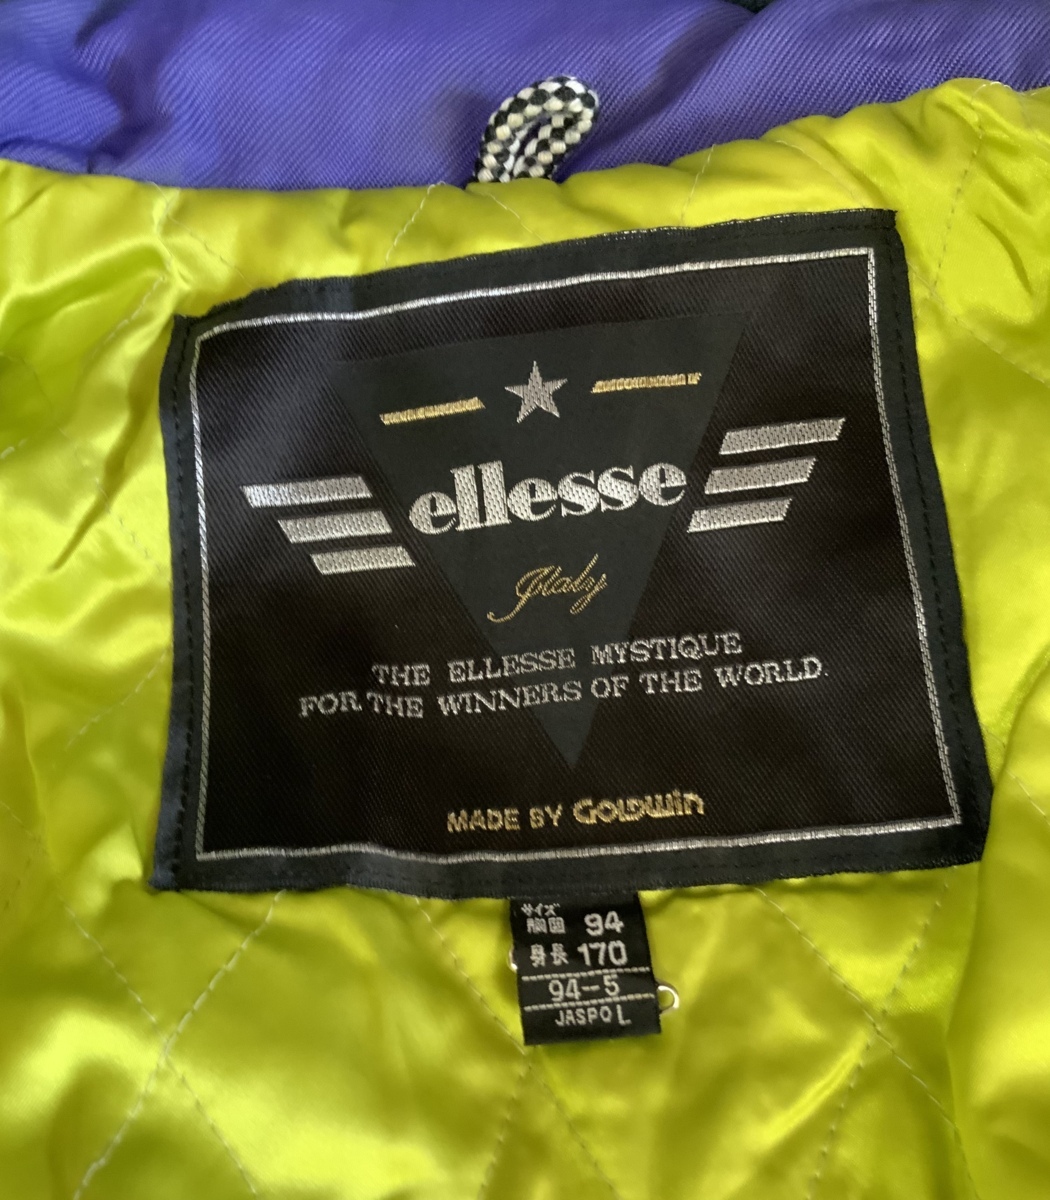 ellesse
Italy
THE ELLESSE MYSTIQUE
FOR THE WINNERS OF THE WORLD.
MADE BY GOLDWIN
サイズ
胸囲 94
身長 170
94-5
JASPO L